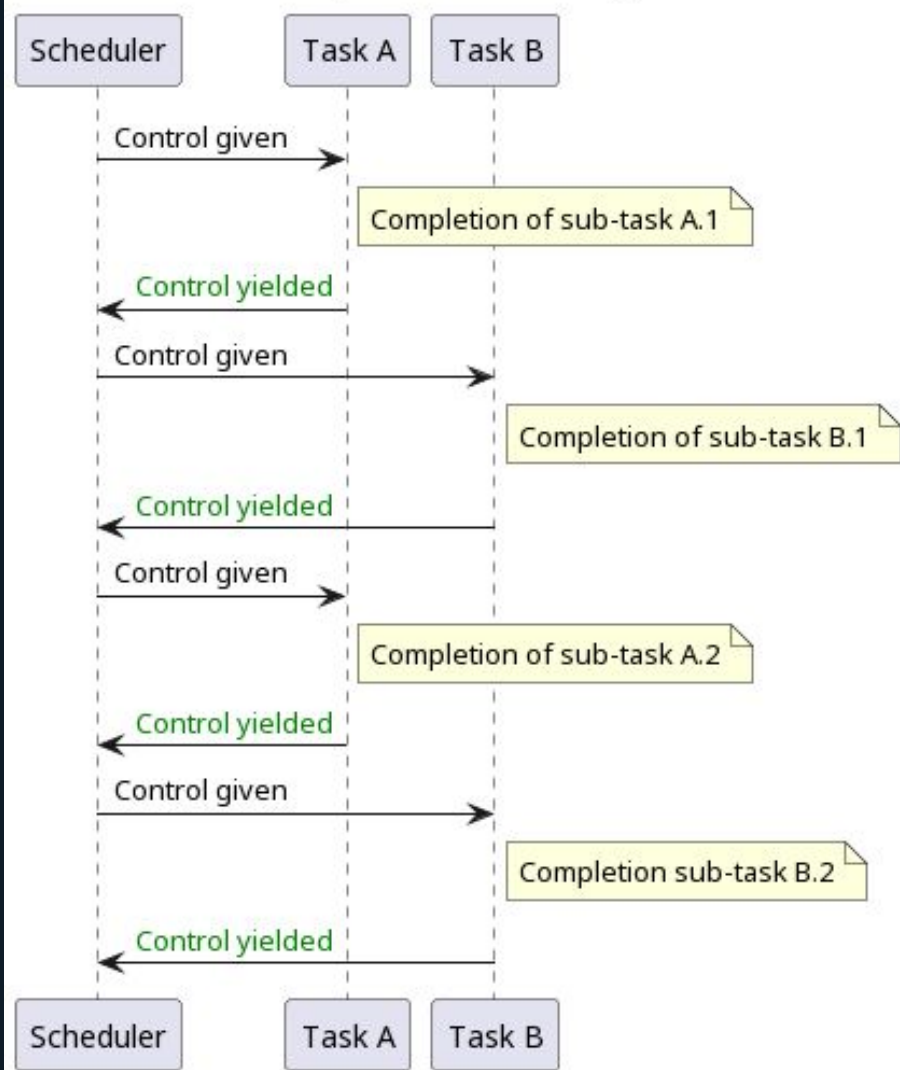 Scheduler
Task A
Task B
Control given
Completion of sub-task A.1
Control yielded
Control given
Completion of sub-task B.1
Control yielded
Control given
Completion of sub-task A.2
Control yielded
Control given
Completion sub-task B.2
Control yielded
Scheduler
Task A
Task B